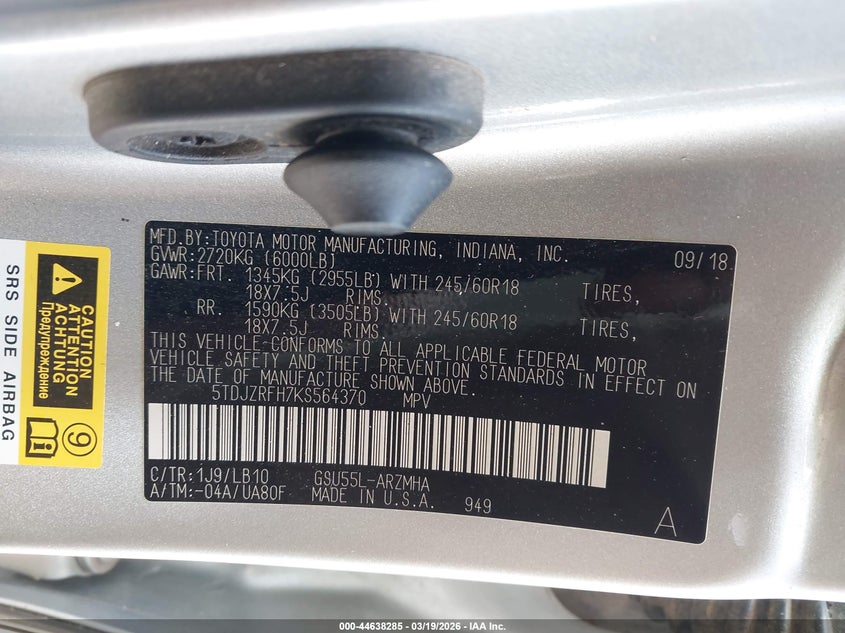 MFD.BY:TOYOTA MOTOR MANUFACTURING, INDIANA, INC. 09/18
GVWR:2720KG (6000LB)
GAWR:FRT. 1345KG (2955LB) WITH 245/60R18 TIRES,
18X7.5J RIMS.
RR. 1590KG (3505LB) WITH 245/60R18 TIRES,
18X7.5J RIMS.
THIS VEHICLE CONFORMS TO ALL APPLICABLE FEDERAL MOTOR
VEHICLE SAFETY AND THEFT PREVENTION STANDARDS IN EFFECT ON
THE DATE OF MANUFACTURE SHOWN ABOVE.
5TDJZRFH7KS564370 MPV
C/TR:1J9/LB10 GSU55L-ARZMHA
A/TM:-04A/UA80F MADE IN U.S.A. 949
A
CAUTION
ATTENTION
ACHTUNG
Предупреждение
9
SRS SIDE AIRBAG
000-44638285 - 03/19/2026 - IAA Inc.